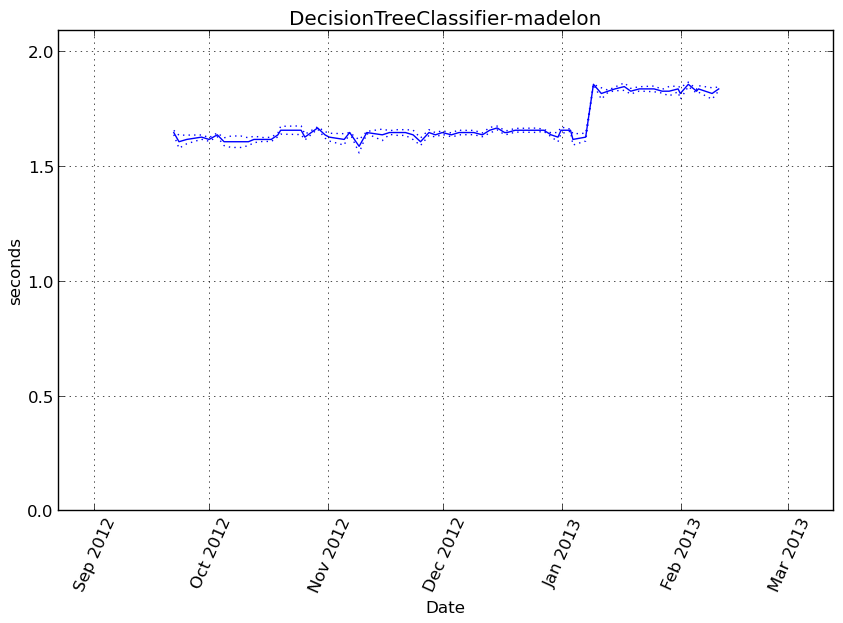 DecisionTreeClassifier-madelon
2.0
1.5
1.0
0.5
0.0
seconds
Sep 2012
Oct 2012
Nov 2012
Dec 2012
Jan 2013
Feb 2013
Mar 2013
Date